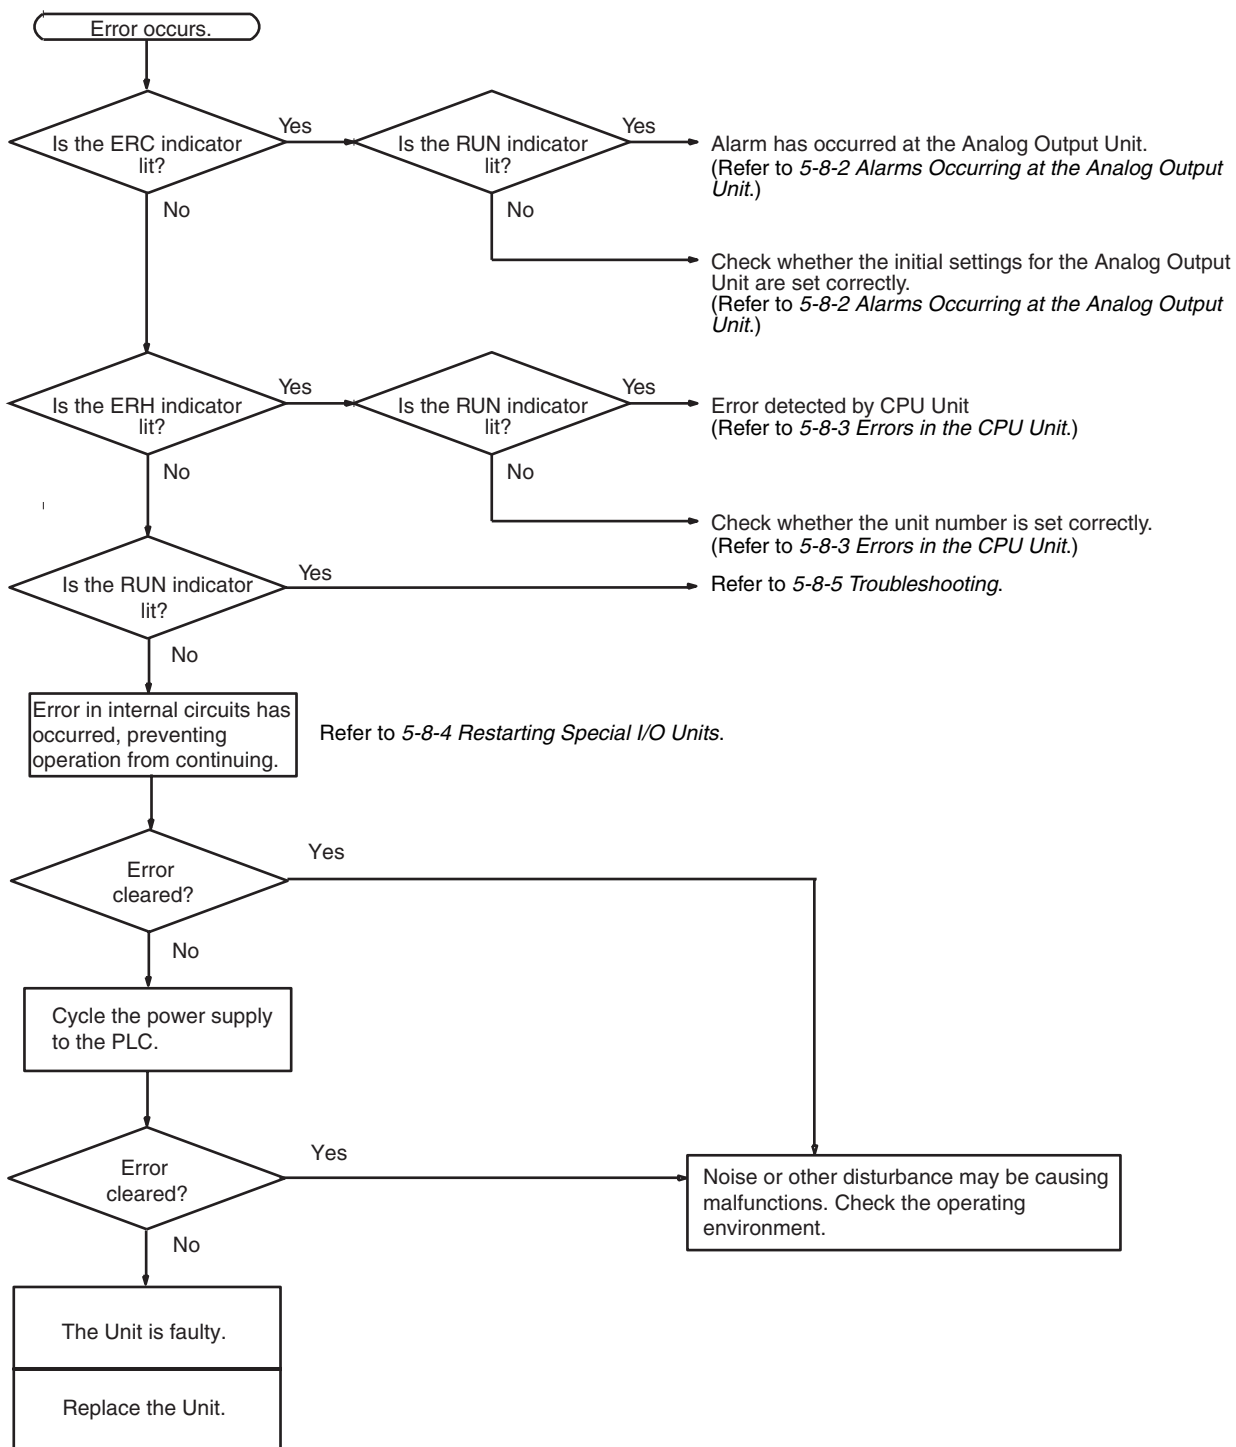 Error occurs.
Is the ERC indicator
lit?
Yes
No
Is the RUN indicator
lit?
Yes
No
Alarm has occurred at the Analog Output Unit.
(Refer to 5-8-2 Alarms Occurring at the Analog Output
Unit.)
Check whether the initial settings for the Analog Output
Unit are set correctly.
(Refer to 5-8-2 Alarms Occurring at the Analog Output
Unit.)
Is the ERH indicator
lit?
Yes
No
Is the RUN indicator
lit?
Yes
No
Error detected by CPU Unit
(Refer to 5-8-3 Errors in the CPU Unit.)
Check whether the unit number is set correctly.
(Refer to 5-8-3 Errors in the CPU Unit.)
Is the RUN indicator
lit?
Yes
No
Refer to 5-8-5 Troubleshooting.
Error in internal circuits has
occurred, preventing
operation from continuing.
Refer to 5-8-4 Restarting Special I/O Units.
Error
cleared?
Yes
No
Cycle the power supply
to the PLC.
Error
cleared?
Yes
No
Noise or other disturbance may be causing
malfunctions. Check the operating
environment.
The Unit is faulty.
Replace the Unit.